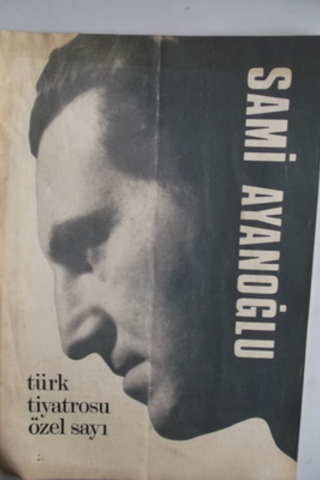 SAMİ AYANOĞLU
türk
tiyatrosu
özel sayı